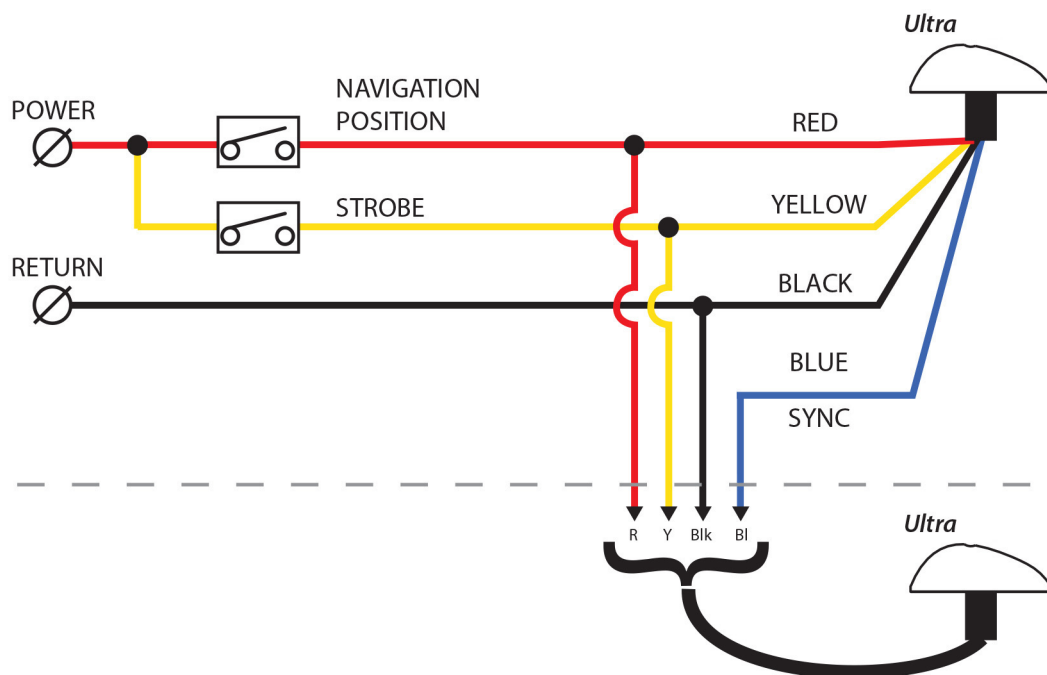 Ultra
NAVIGATION
POSITION
POWER
RED
STROBE
YELLOW
RETURN
BLACK
BLUE
SYNC
R Y Blk Bl
Ultra